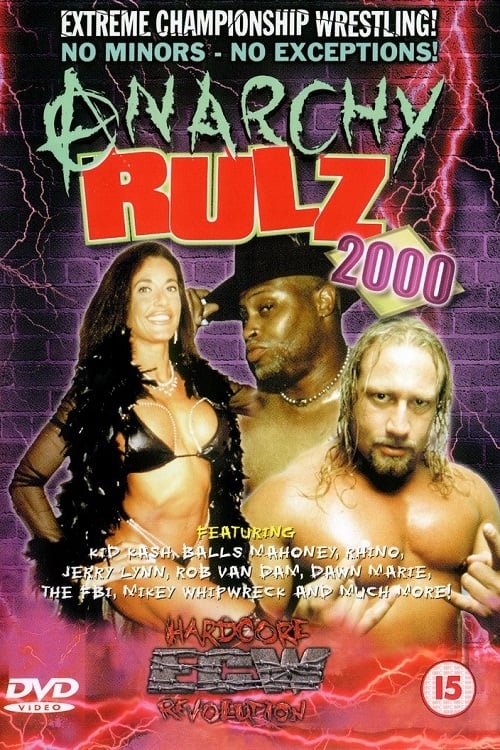 EXTREME CHAMPIONSHIP WRESTLING!
NO MINORS - NO EXCEPTIONS!
ANARCHY
RULZ
2000
FEATURING
KID KASH, BALLS MAHONEY, RHINO,
JERRY LYNN, ROB VAN DAM, DAWN MARIE,
THE FBI, MIKEY WHIPWRECK AND MUCH MORE!
HARDCORE
ECW
REVOLUTION
DVD
VIDEO
15